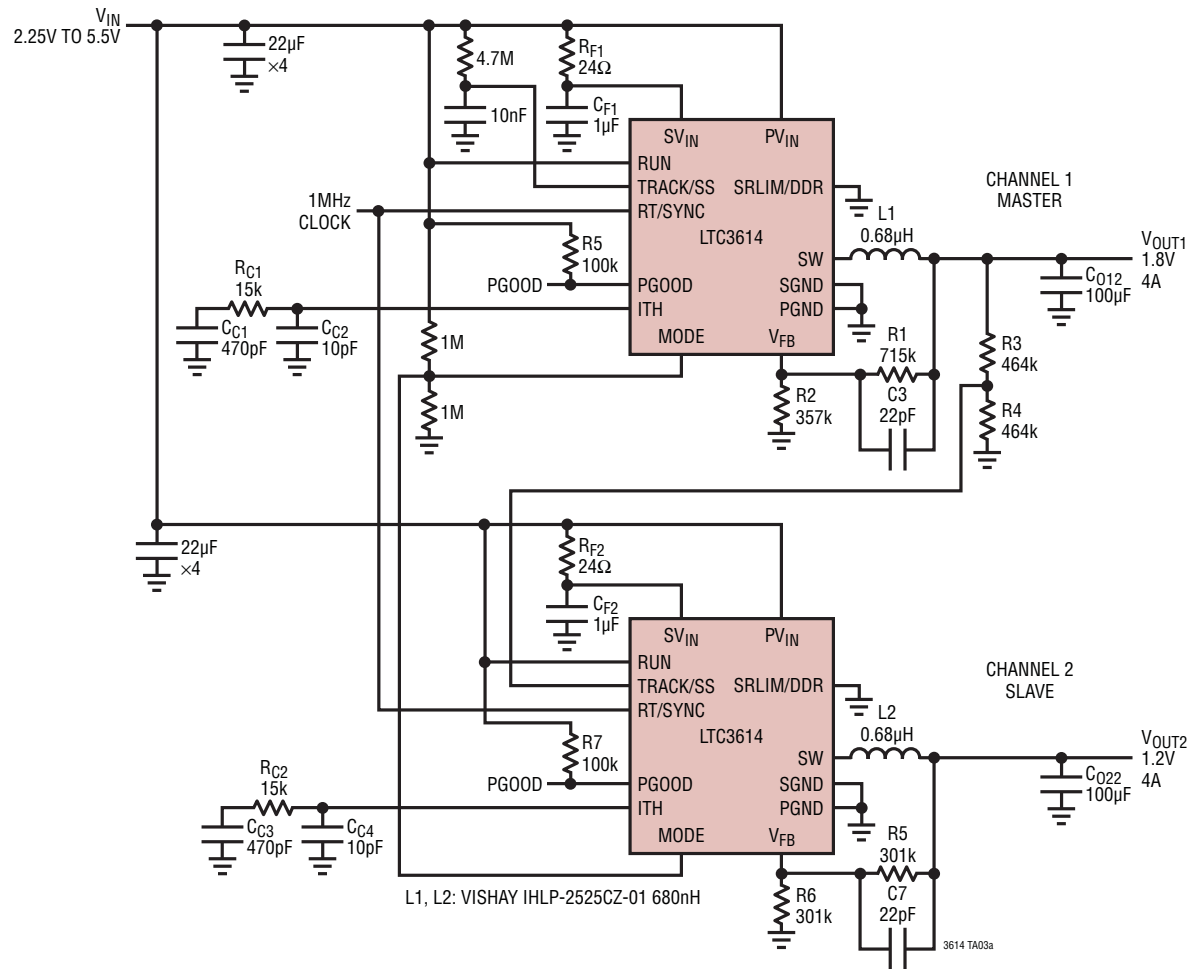 VIN
2.25V TO 5.5V
22µF
×4
4.7M
10nF
RF1
24Ω
CF1
1µF
SVIN
PVIN
RUN
TRACK/SS
SRLIM/DDR
RT/SYNC
LTC3614
SW
PGOOD
SGND
ITH
PGND
MODE
VFB
1MHz
CLOCK
R5
100k
PGOOD
RC1
15k
CC1
470pF
CC2
10pF
1M
1M
CHANNEL 1
MASTER
L1
0.68µH
VOUT1
1.8V
4A
CO12
100µF
R1
715k
C3
22pF
R2
357k
R3
464k
R4
464k
22µF
×4
RF2
24Ω
CF2
1µF
SVIN
PVIN
RUN
TRACK/SS
SRLIM/DDR
RT/SYNC
LTC3614
SW
PGOOD
SGND
ITH
PGND
MODE
VFB
R7
100k
PGOOD
RC2
15k
CC3
470pF
CC4
10pF
CHANNEL 2
SLAVE
L2
0.68µH
VOUT2
1.2V
4A
CO22
100µF
R5
301k
C7
22pF
R6
301k
L1, L2: VISHAY IHLP-2525CZ-01 680nH
3614 TA03a